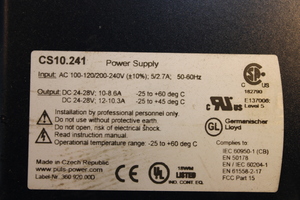 CS10.241 Power Supply
Input: AC 100-120/200-240V (±10%); 5/2.7A; 50-60Hz
Output: DC 24-28V; 10-8.6A -25 to +60 deg C
DC 24-28V; 12-10.3A -25 to +45 deg C
Installation by professional personnel only.
Do not use without protective earth.
Do not open, risk of electrical shock.
Read instruction manual.
Operational temperature range: -25 to +60 deg C
Made in Czech Republic
www.puls-power.com
18WM
LISTED
IND. CONT. EQ.
182790
E137006
Level 5
Germanischer
Lloyd
GL
Complies to:
IEC 60950-1 (CB)
EN 50178
EN / IEC 60204-1
EN 61558-2-17
FCC Part 15